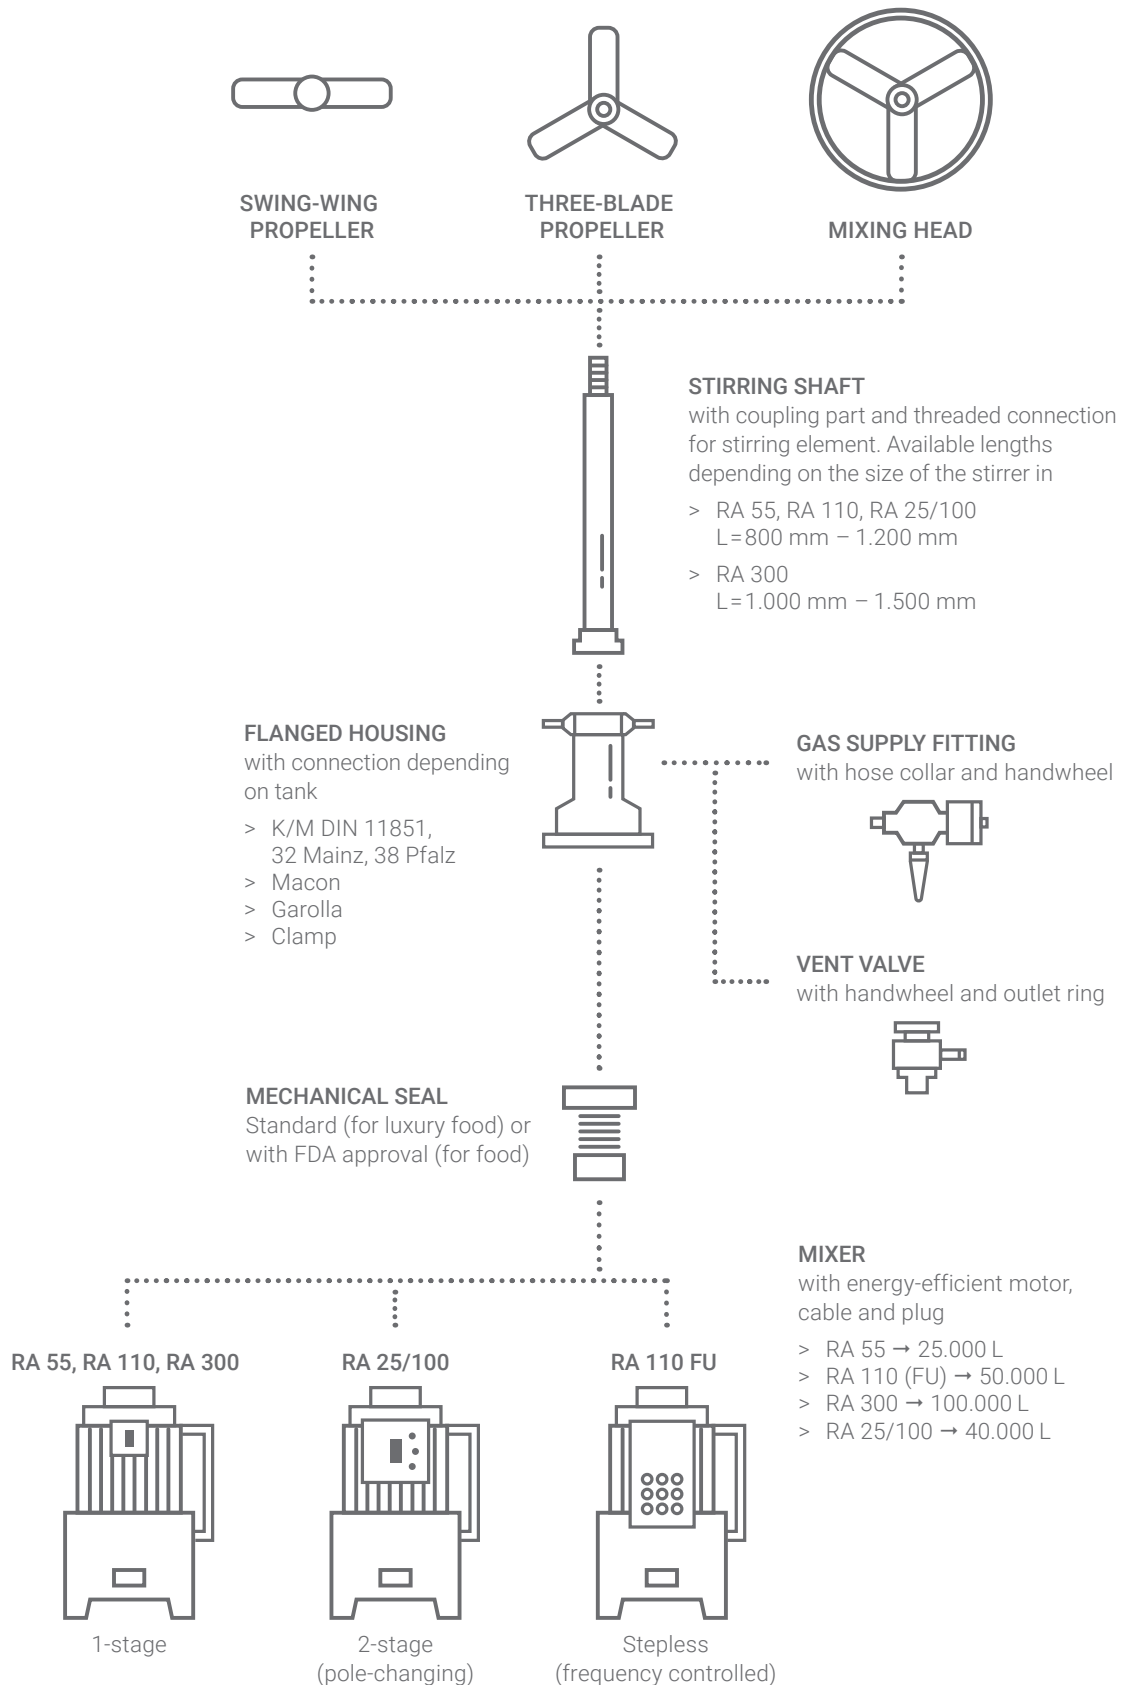 SWING-WING
PROPELLER
THREE-BLADE
PROPELLER
MIXING HEAD
STIRRING SHAFT
with coupling part and threaded connection
for stirring element. Available lengths
depending on the size of the stirrer in
> RA 55, RA 110, RA 25/100
L=800 mm – 1.200 mm
> RA 300
L=1.000 mm – 1.500 mm
FLANGED HOUSING
with connection depending
on tank
> K/M DIN 11851,
32 Mainz, 38 Pfalz
> Macon
> Garolla
> Clamp
GAS SUPPLY FITTING
with hose collar and handwheel
VENT VALVE
with handwheel and outlet ring
MECHANICAL SEAL
Standard (for luxury food) or
with FDA approval (for food)
MIXER
with energy-efficient motor,
cable and plug
> RA 55 → 25.000 L
> RA 110 (FU) → 50.000 L
> RA 300 → 100.000 L
> RA 25/100 → 40.000 L
RA 55, RA 110, RA 300
RA 25/100
RA 110 FU
1-stage
2-stage
(pole-changing)
Stepless
(frequency controlled)